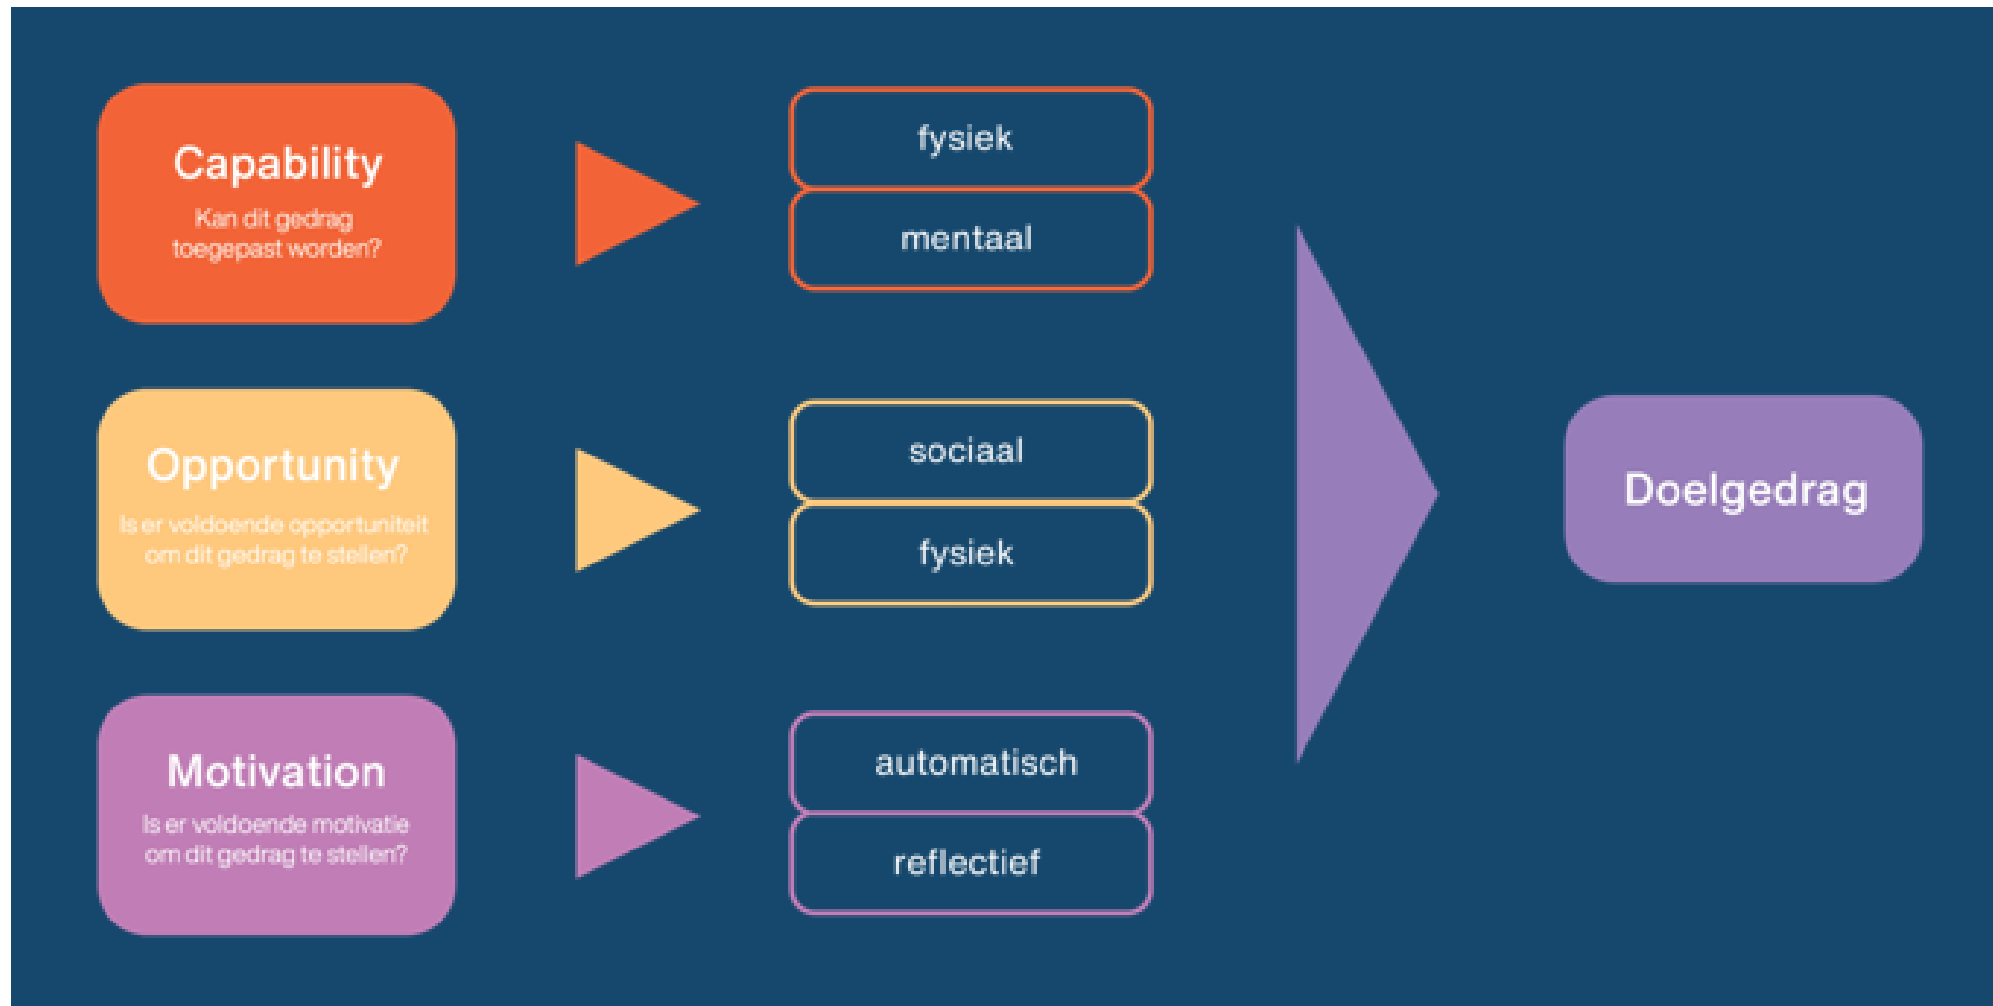 Capability
Kan dit gedrag
toegepast worden?
fysiek
mentaal
Opportunity
Is er voldoende opportuniteit
om dit gedrag te stellen?
sociaal
fysiek
Motivation
Is er voldoende motivatie
om dit gedrag te stellen?
automatisch
reflectief
Doelgedrag